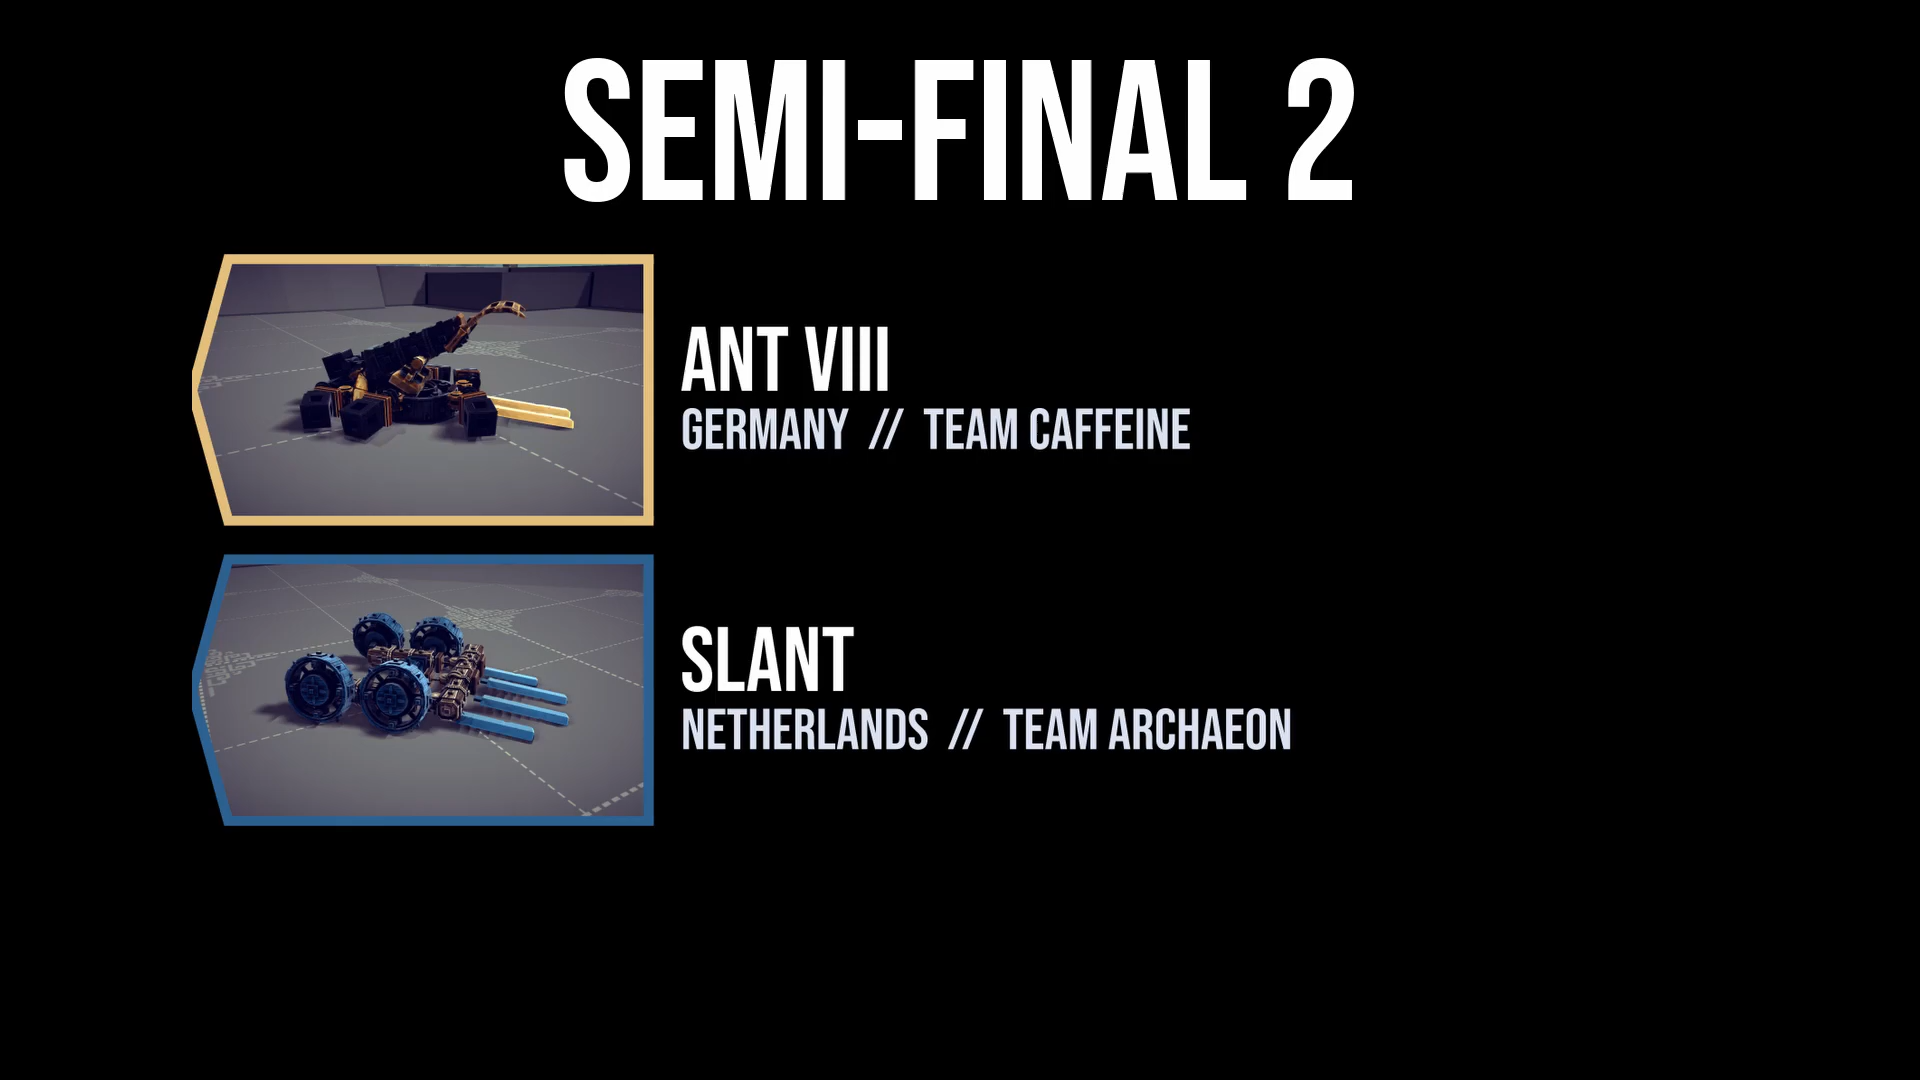 SEMI-FINAL 2
ANT VIII
GERMANY // TEAM CAFFEINE
SLANT
NETHERLANDS // TEAM ARCHAEON